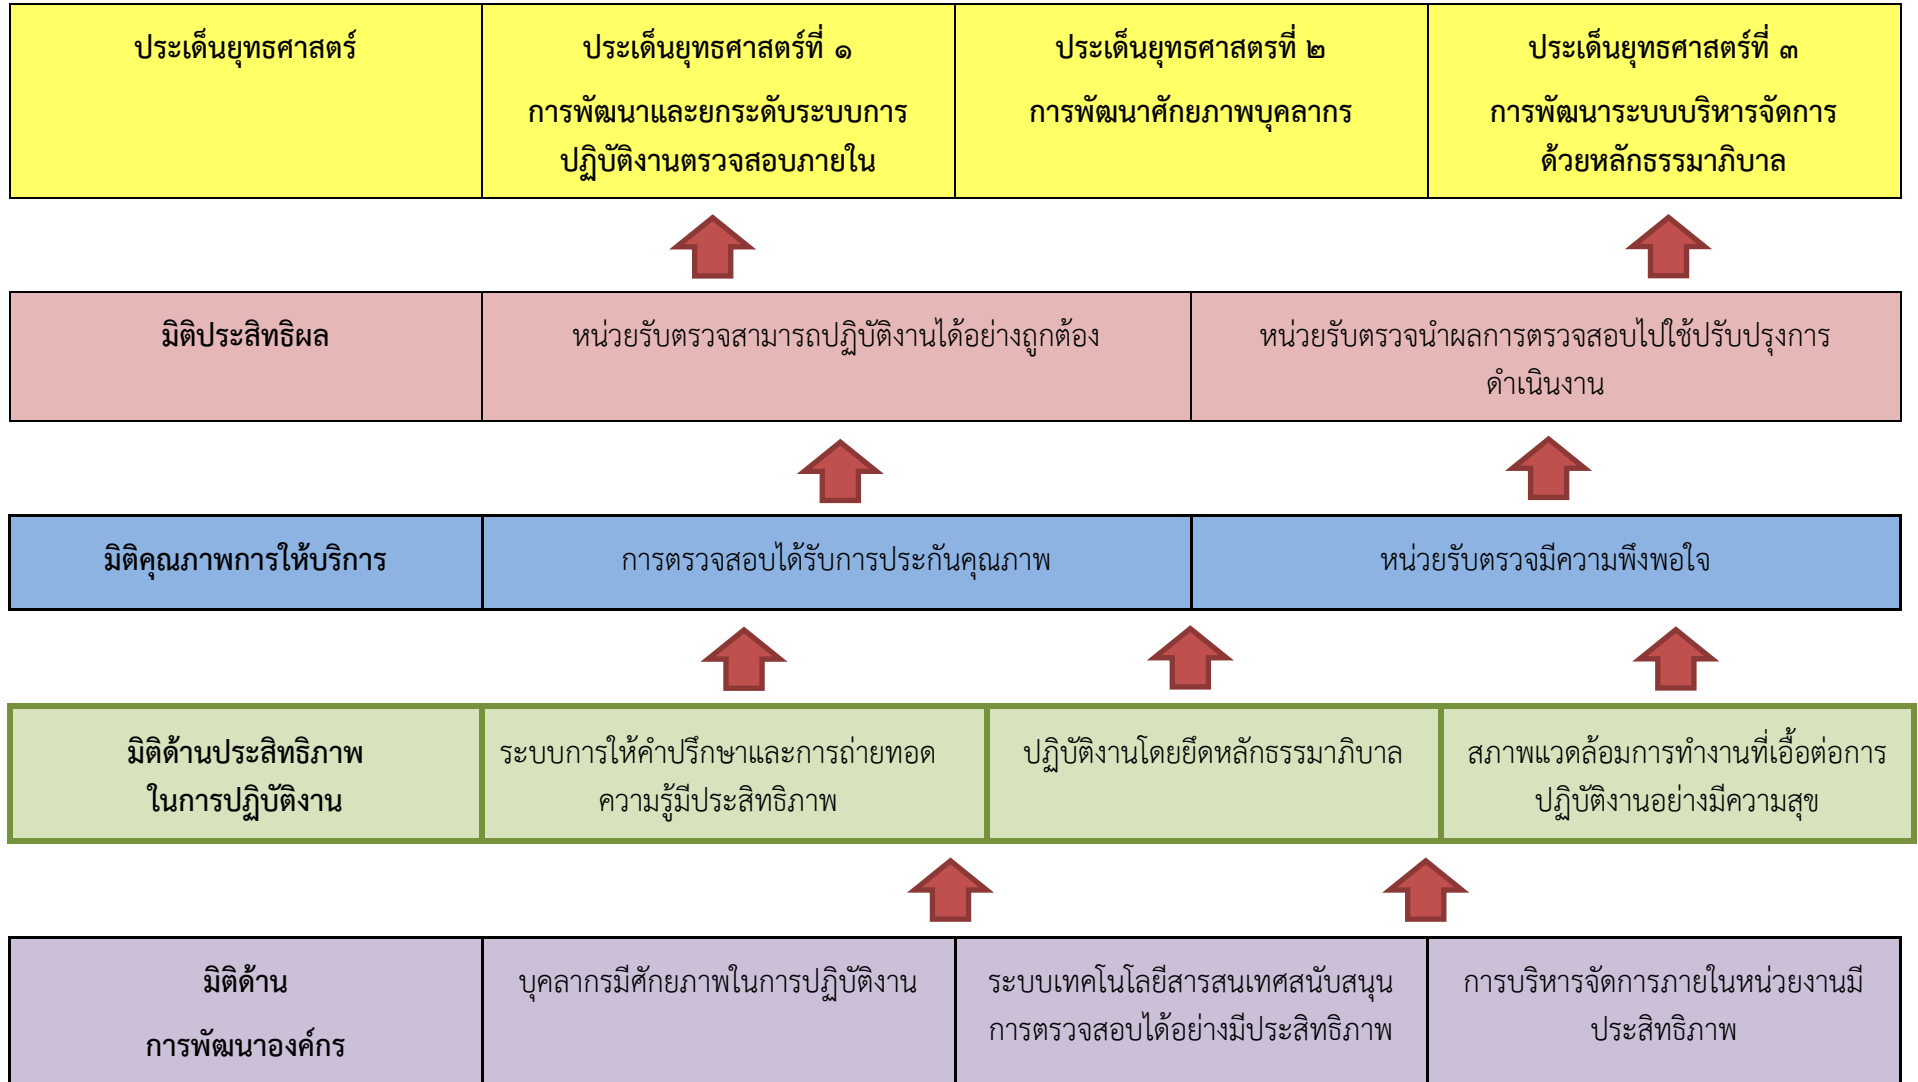 ประเด็นยุทธศาสตร์
ประเด็นยุทธศาสตร์ที่ ๑
การพัฒนาและยกระดับระบบการ
ปฏิบัติงานตรวจสอบภายใน
ประเด็นยุทธศาสตรที่ ๒
การพัฒนาศักยภาพบุคลากร
ประเด็นยุทธศาสตร์ที่ ๓
การพัฒนาระบบบริหารจัดการ
ด้วยหลักธรรมาภิบาล
มิติประสิทธิผล
หน่วยรับตรวจสามารถปฏิบัติงานได้อย่างถูกต้อง
หน่วยรับตรวจนำผลการตรวจสอบไปใช้ปรับปรุงการ
ดำเนินงาน
มิติคุณภาพการให้บริการ
การตรวจสอบได้รับการประกันคุณภาพ
หน่วยรับตรวจมีความพึงพอใจ
มิติด้านประสิทธิภาพ
ในการปฏิบัติงาน
ระบบการให้คำปรึกษาและการถ่ายทอด
ความรู้มีประสิทธิภาพ
ปฏิบัติงานโดยยึดหลักธรรมาภิบาล
สภาพแวดล้อมการทำงานที่เอื้อต่อการ
ปฏิบัติงานอย่างมีความสุข
มิติด้าน
การพัฒนาองค์กร
บุคลากรมีศักยภาพในการปฏิบัติงาน
ระบบเทคโนโลยีสารสนเทศสนับสนุน
การตรวจสอบได้อย่างมีประสิทธิภาพ
การบริหารจัดการภายในหน่วยงานมี
ประสิทธิภาพ